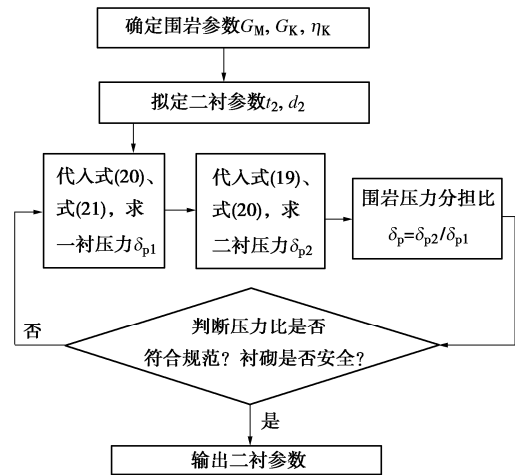 确定围岩参数G_M, G_K, η_K
拟定二衬参数t_2, d_2
代入式(20)、
式(21)，求
一衬压力δ_p1
代入式(19)、
式(20)，求
二衬压力δ_p2
围岩压力分担比
δ_p=δ_p2/δ_p1
判断压力比是否
符合规范？衬砌是否安全？
否
是
输出二衬参数